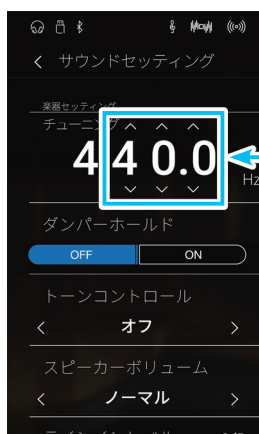 サウンドセッティング
楽器セッティング
チューニング
440.0
Hz
ダンパーホールド
OFF ON
トーンコントロール
オフ
スピーカーボリューム
ノーマル